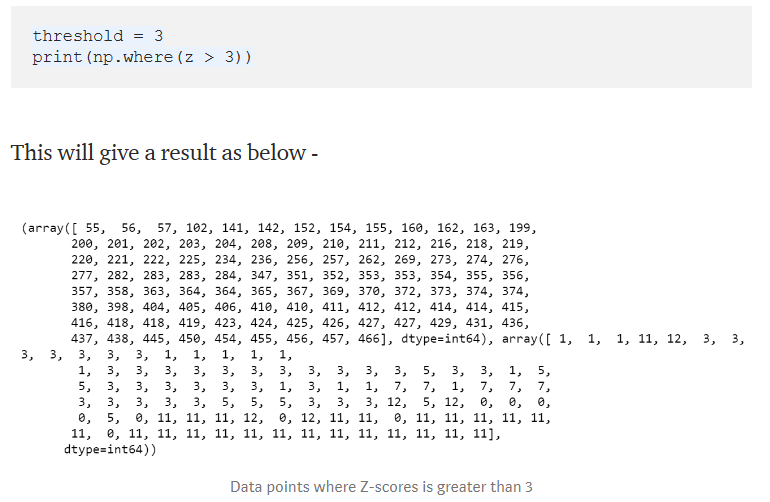 threshold = 3
print(np.where(z > 3))
This will give a result as below -
(array([ 55, 56, 57, 102, 141, 142, 152, 154, 155, 160, 162, 163, 199,
200, 201, 202, 203, 204, 208, 209, 210, 211, 212, 216, 218, 219,
220, 221, 222, 225, 234, 236, 256, 257, 262, 269, 273, 274, 276,
277, 282, 283, 283, 284, 347, 351, 352, 353, 353, 354, 355, 356,
357, 358, 363, 364, 364, 365, 367, 369, 370, 372, 373, 374, 374,
380, 398, 404, 405, 406, 410, 410, 411, 412, 412, 414, 414, 415,
416, 418, 418, 419, 423, 424, 425, 426, 427, 427, 429, 431, 436,
437, 438, 445, 450, 454, 455, 456, 457, 466], dtype=int64), array([ 1, 1, 1, 11, 12, 3, 3,
3, 3, 3, 3, 3, 1, 1, 1, 1, 1,
1, 3, 3, 3, 3, 3, 3, 3, 3, 3, 3, 5, 3, 3, 1, 5,
5, 3, 3, 3, 3, 3, 3, 1, 3, 1, 1, 7, 7, 1, 7, 7, 7,
3, 3, 3, 3, 3, 5, 5, 5, 3, 3, 3, 12, 5, 12, 0, 0, 0,
0, 5, 0, 11, 11, 11, 12, 0, 12, 11, 11, 0, 11, 11, 11, 11, 11,
11, 0, 11, 11, 11, 11, 11, 11, 11, 11, 11, 11, 11, 11, 11],
dtype=int64))
Data points where Z-scores is greater than 3